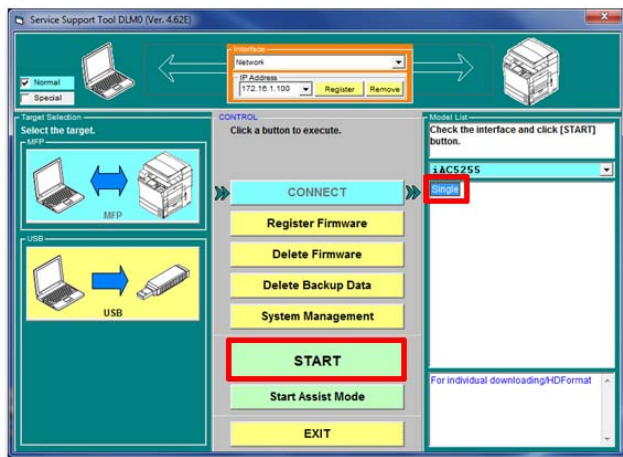 Service Support Tool DLM0 (Ver. 4.62E)
Interface
Network
IP Address
172.16.1.100
Register
Remove
Normal
Special
Target Selection
Select the target.
MFP
MFP
USB
USB
CONTROL
Click a button to execute.
CONNECT
Register Firmware
Delete Firmware
Delete Backup Data
System Management
START
Start Assist Mode
EXIT
Model List
Check the interface and click [START]
button.
iAC5255
Single
For individual downloading/HDFormat